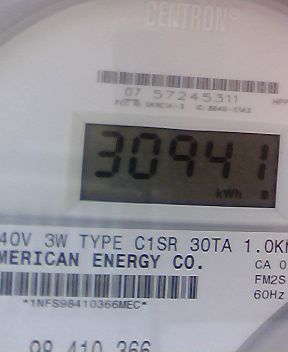 CENTRON®
07 57245311
30941
kWh
40V 3W TYPE C1SR 30TA 1.0K
MERICAN ENERGY CO.
CA 0
FM2S
60Hz
*1NFS98410366MEC*
98 410 366